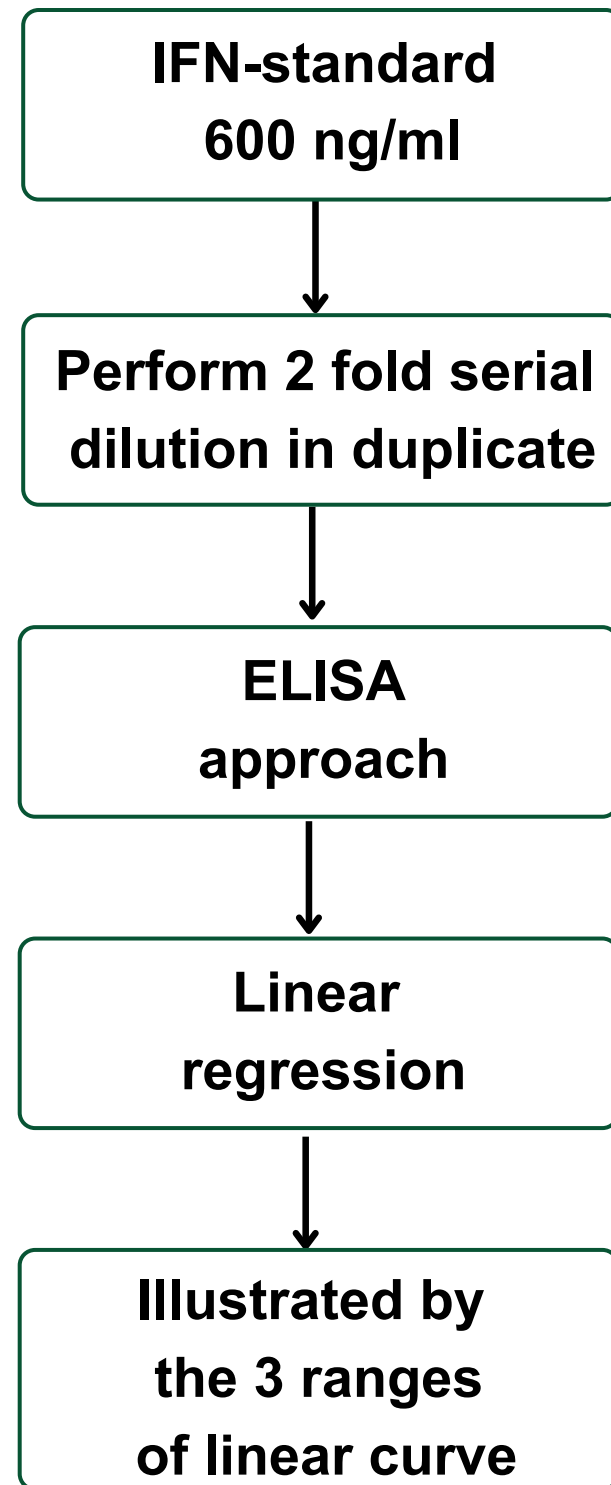 IFN-standard
600 ng/ml
Perform 2 fold serial
dilution in duplicate
ELISA
approach
Linear
regression
Illustrated by
the 3 ranges
of linear curve